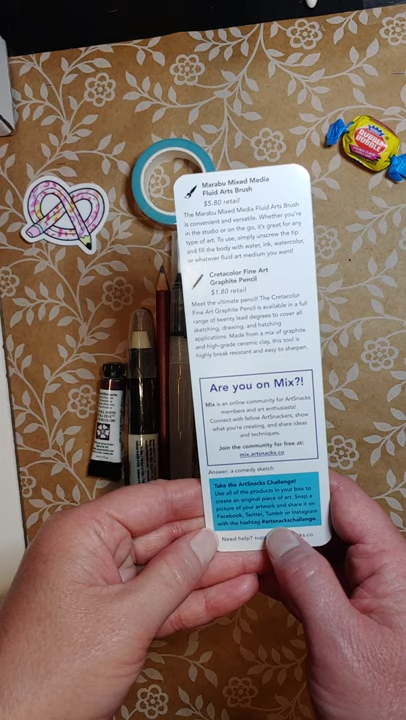 Marabu Mixed Media
Fluid Arts Brush
$5.80 retail
The Marabu Mixed Media Fluid Arts Brush
is convenient and versatile. Whether you're
in the studio or on the go, it's great for any
type of art. To use, simply unscrew the tip
and fill the body with water, ink, watercolor,
or whatever fluid art medium you want!
Cretacolor Fine Art
Graphite Pencil
$1.80 retail
Meet the ultimate pencil! The Cretacolor
Fine Art Graphite Pencil is available in a full
range of twenty lead degrees to cover all
sketching, drawing, and hatching
applications. Made from a mix of graphite
and high-grade ceramic clay, this tool is
highly break resistant and easy to sharpen.
Are you on Mix?!
Mix is an online community for ArtSnacks
members and art enthusiasts!
Connect with fellow ArtSnackers, show
what you're creating, and share ideas
and techniques.
Join the community for free at:
mix.artsnacks.co
Answer: a comedy sketch
Take the ArtSnacks Challenge!
Use all of the products in your box to
create an original piece of art. Snap a
picture of your artwork and share it on
Facebook, Twitter, Tumblr or Instagram
with the hashtag #artsnackschallenge
Need help?
DUBBLE
BUBBLE